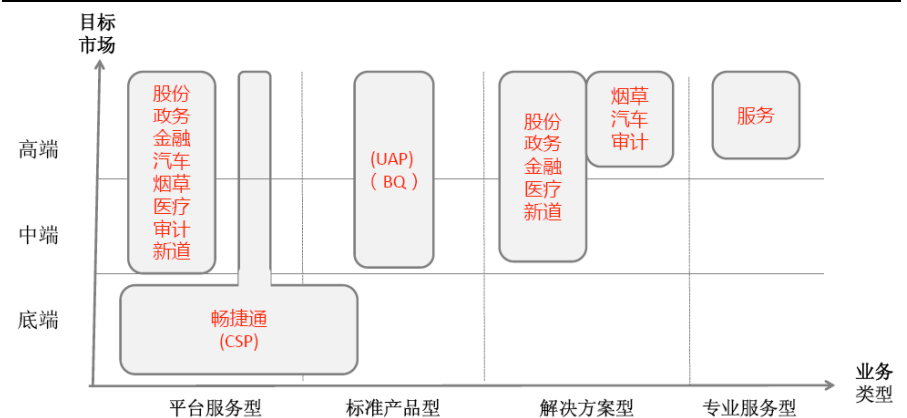 目标
市场
高端
中端
底端
股份
政务
金融
汽车
烟草
医疗
审计
新道
畅捷通
(CSP)
(UAP)
( BQ )
股份
政务
金融
医疗
新道
烟草
汽车
审计
服务
平台服务型
标准产品型
解决方案型
专业服务型
业务
类型